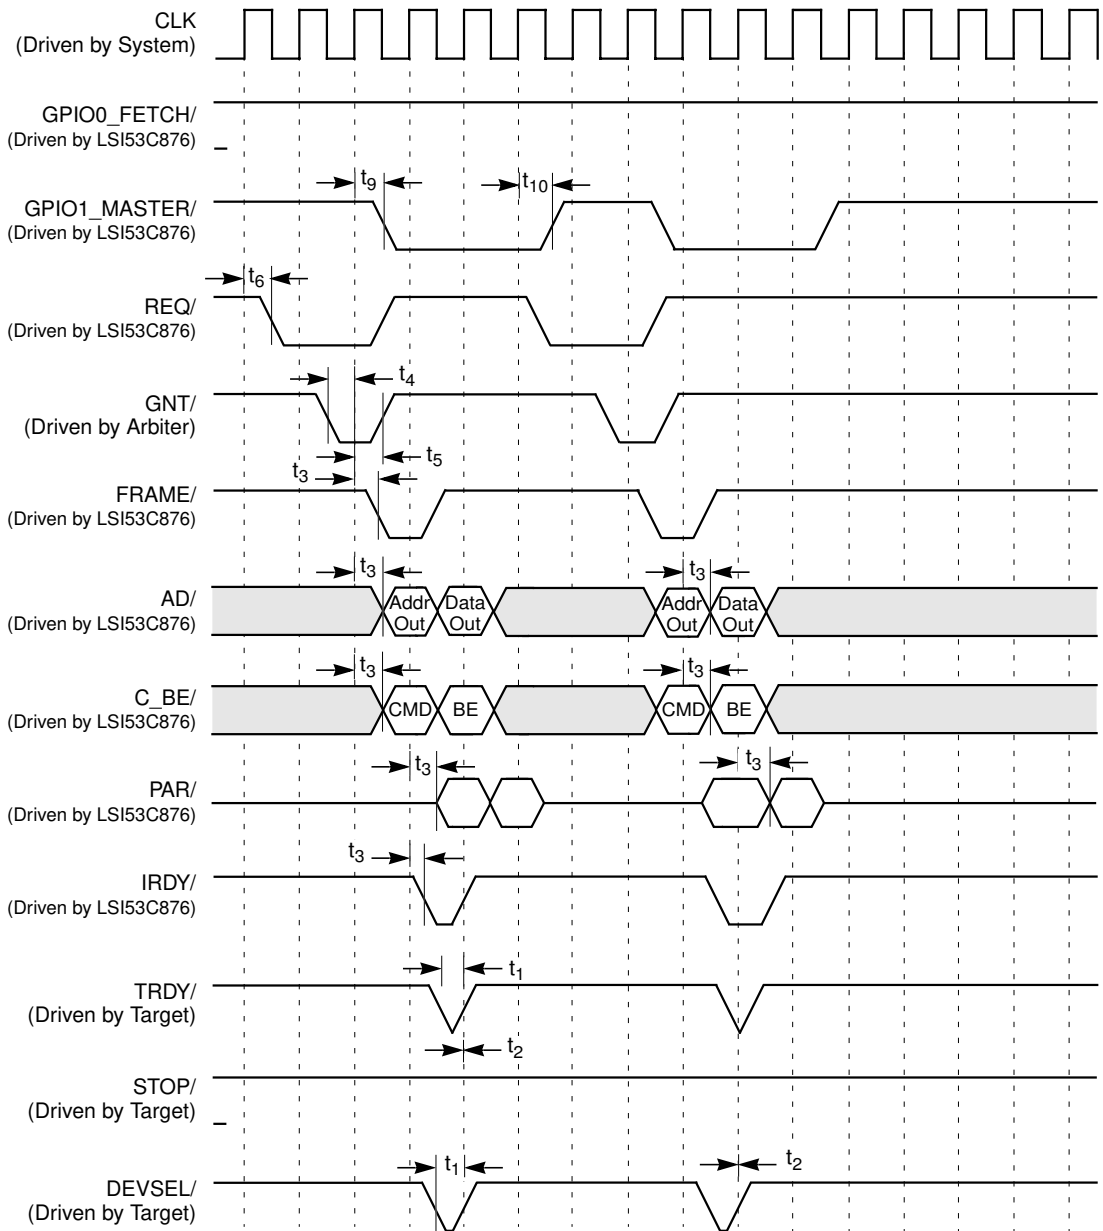 CLK
(Driven by System)
GPIO0_FETCH/
(Driven by LSI53C876)
t9
t10
GPIO1_MASTER/
(Driven by LSI53C876)
t6
REQ/
(Driven by LSI53C876)
t4
GNT/
(Driven by Arbiter)
t5
t3
FRAME/
(Driven by LSI53C876)
t3
t3
AD/
(Driven by LSI53C876)
Addr
Out
Data
Out
Addr
Out
Data
Out
t3
t3
C_BE/
(Driven by LSI53C876)
CMD
BE
CMD
BE
t3
t3
PAR/
(Driven by LSI53C876)
t3
IRDY/
(Driven by LSI53C876)
t1
TRDY/
(Driven by Target)
t2
STOP/
(Driven by Target)
t1
t2
DEVSEL/
(Driven by Target)